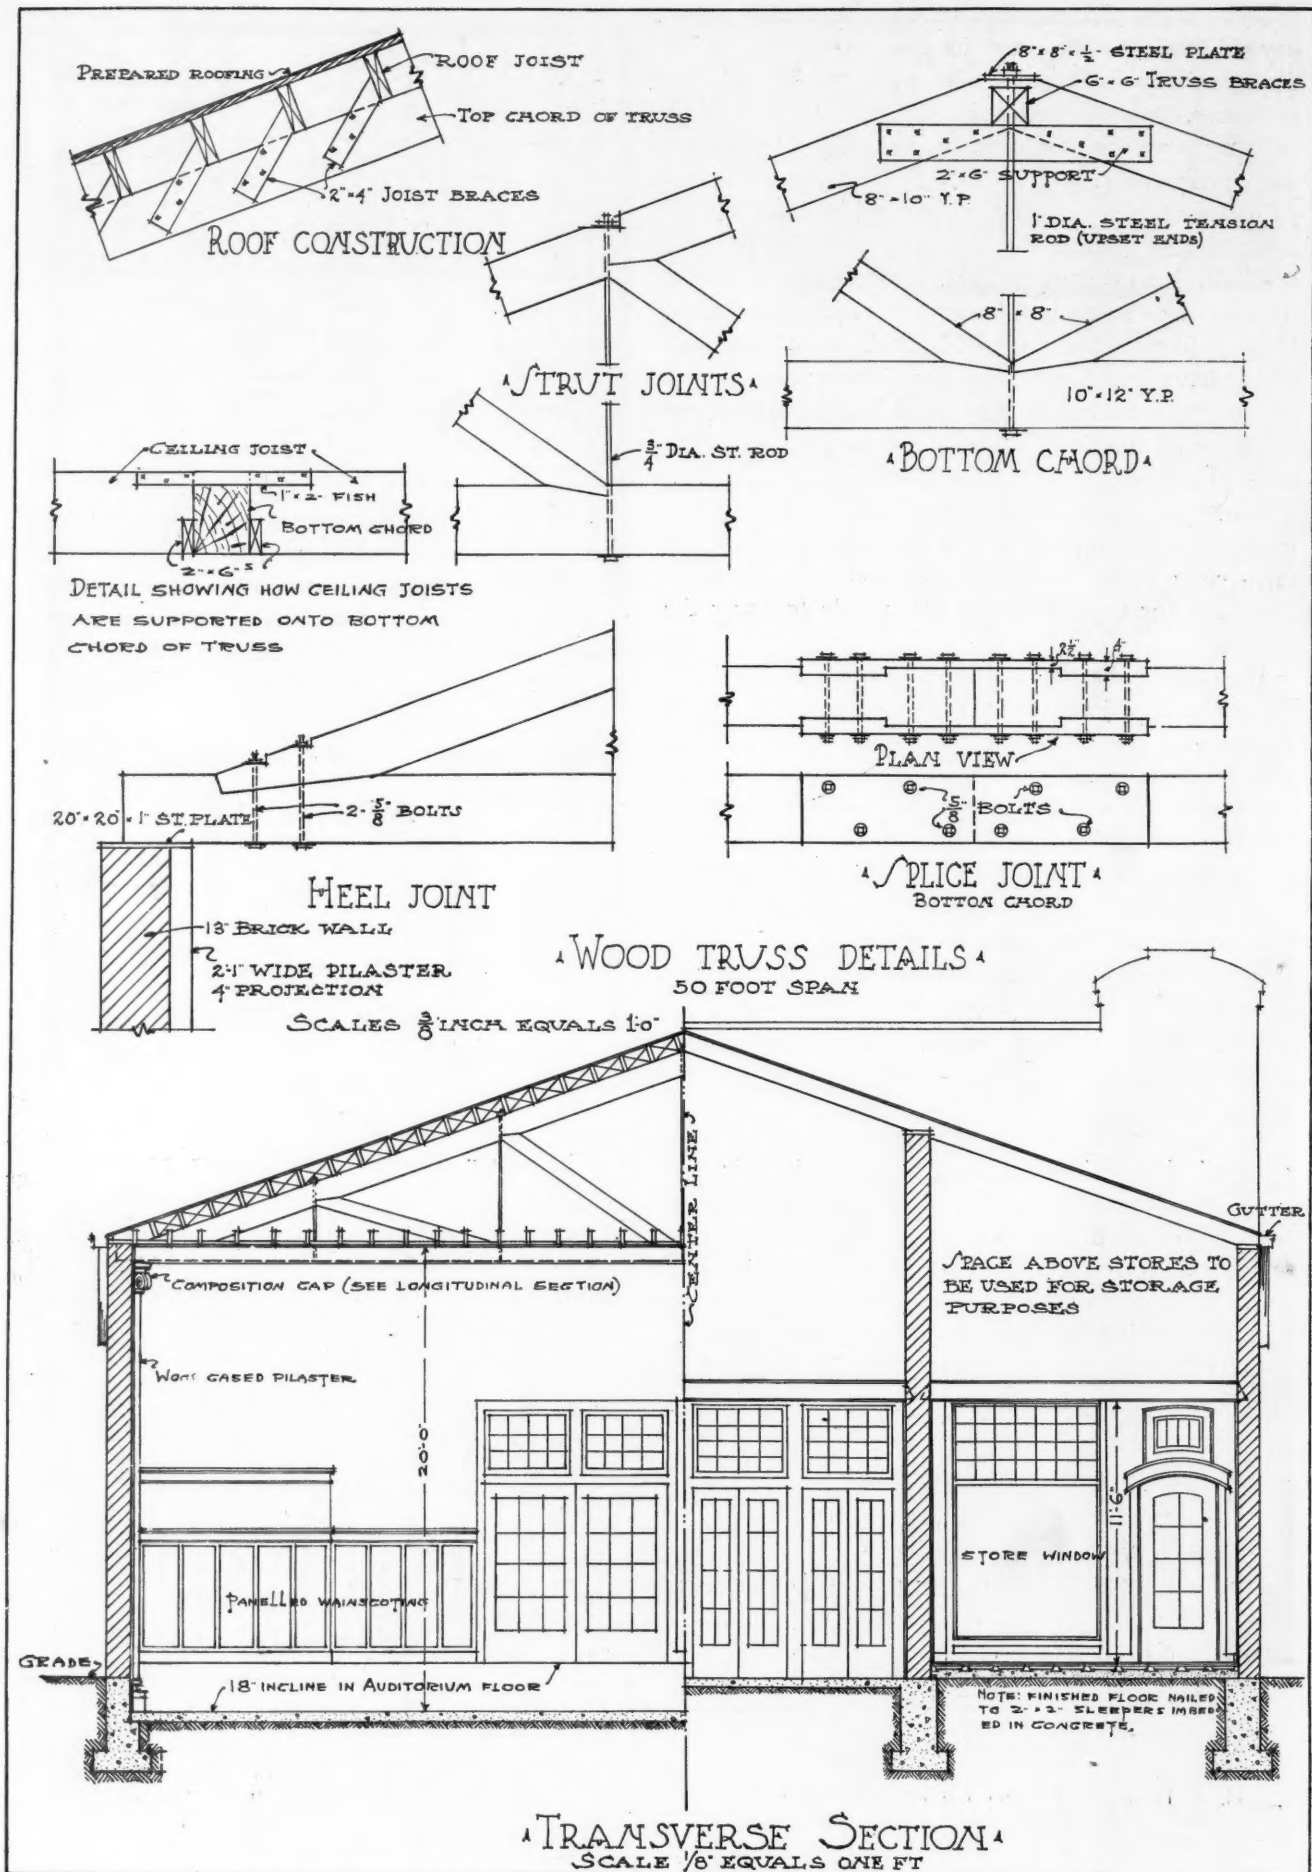 PREPARED ROOFING
ROOF JOIST
TOP CHORD OF TRUSS
2"×4" JOIST BRACES
ROOF CONSTRUCTION
8"×8"×½" STEEL PLATE
6"×6" TRUSS BRACES
2"×6" SUPPORT
8"×10" Y.P.
1" DIA. STEEL TENSION
ROD (UPSET ENDS)
STRUT JOINTS
8"×8"
10"×12" Y.P.
BOTTOM CHORD
¾" DIA. ST. ROD
CEILING JOIST
1"×2" FISH
BOTTOM CHORD
2"×6"s
DETAIL SHOWING HOW CEILING JOISTS
ARE SUPPORTED ONTO BOTTOM
CHORD OF TRUSS
20"×20"×1" ST. PLATE
2-⅝" BOLTS
HEEL JOINT
13" BRICK WALL
2'-1" WIDE PILASTER
4" PROJECTION
2½"
4"
PLAN VIEW
⅝" BOLTS
SPLICE JOINT
BOTTON CHORD
WOOD TRUSS DETAILS
50 FOOT SPAN
SCALES ⅜ INCH EQUALS 1'-0"
CENTER LINE
GUTTER
COMPOSITION CAP (SEE LONGITUDINAL SECTION)
SPACE ABOVE STORES TO
BE USED FOR STORAGE
PURPOSES
CASED PILASTER
20'-0"
11'-6"
STORE WINDOW
PANELLED WAINSCOTING
GRADE
18" INCLINE IN AUDITORIUM FLOOR
NOTE: FINISHED FLOOR NAILED
TO 2"×2" SLEEPERS IMBED-
ED IN CONCRETE.
TRANSVERSE SECTION
SCALE ⅛" EQUALS ONE FT